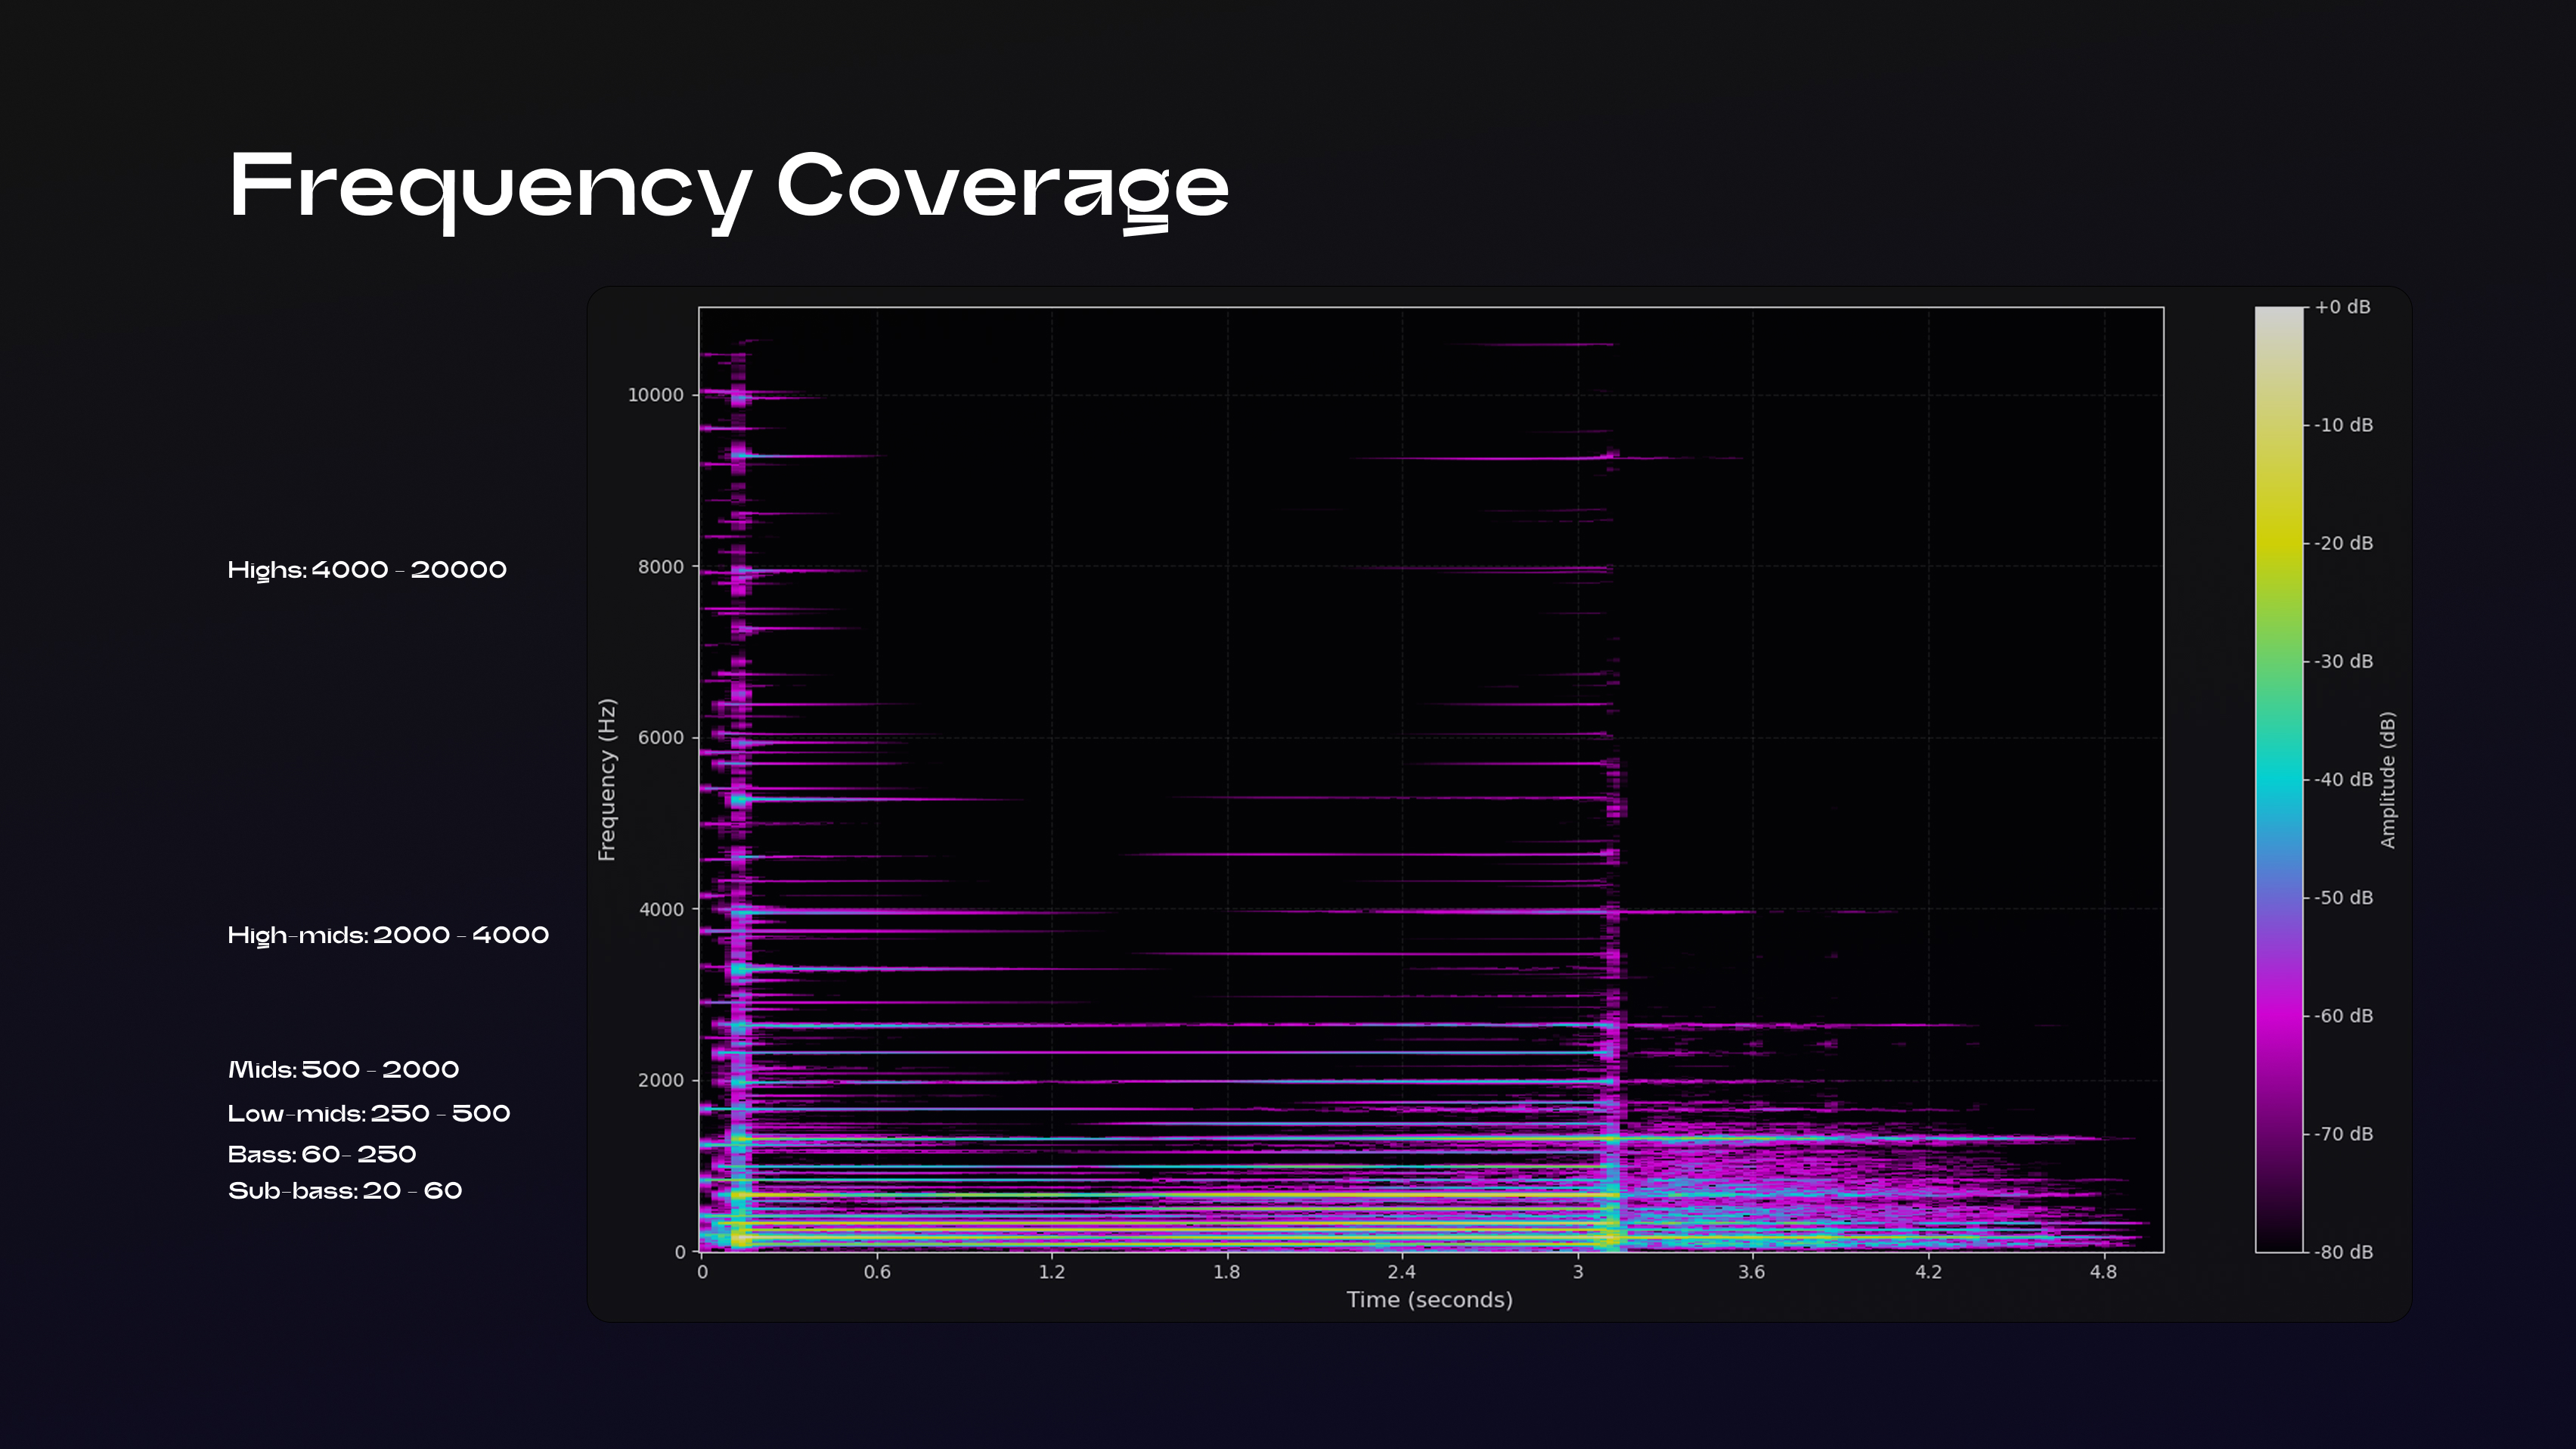 Frequency Coverage
Highs: 4000 - 20000
High-mids: 2000 - 4000
Mids: 500 - 2000
Low-mids: 250 - 500
Bass: 60- 250
Sub-bass: 20 - 60
Frequency (Hz)
10000
8000
6000
4000
2000
0
0 0.6 1.2 1.8 2.4 3 3.6 4.2 4.8
Time (seconds)
+0 dB
-10 dB
-20 dB
-30 dB
-40 dB
-50 dB
-60 dB
-70 dB
-80 dB
Amplitude (dB)